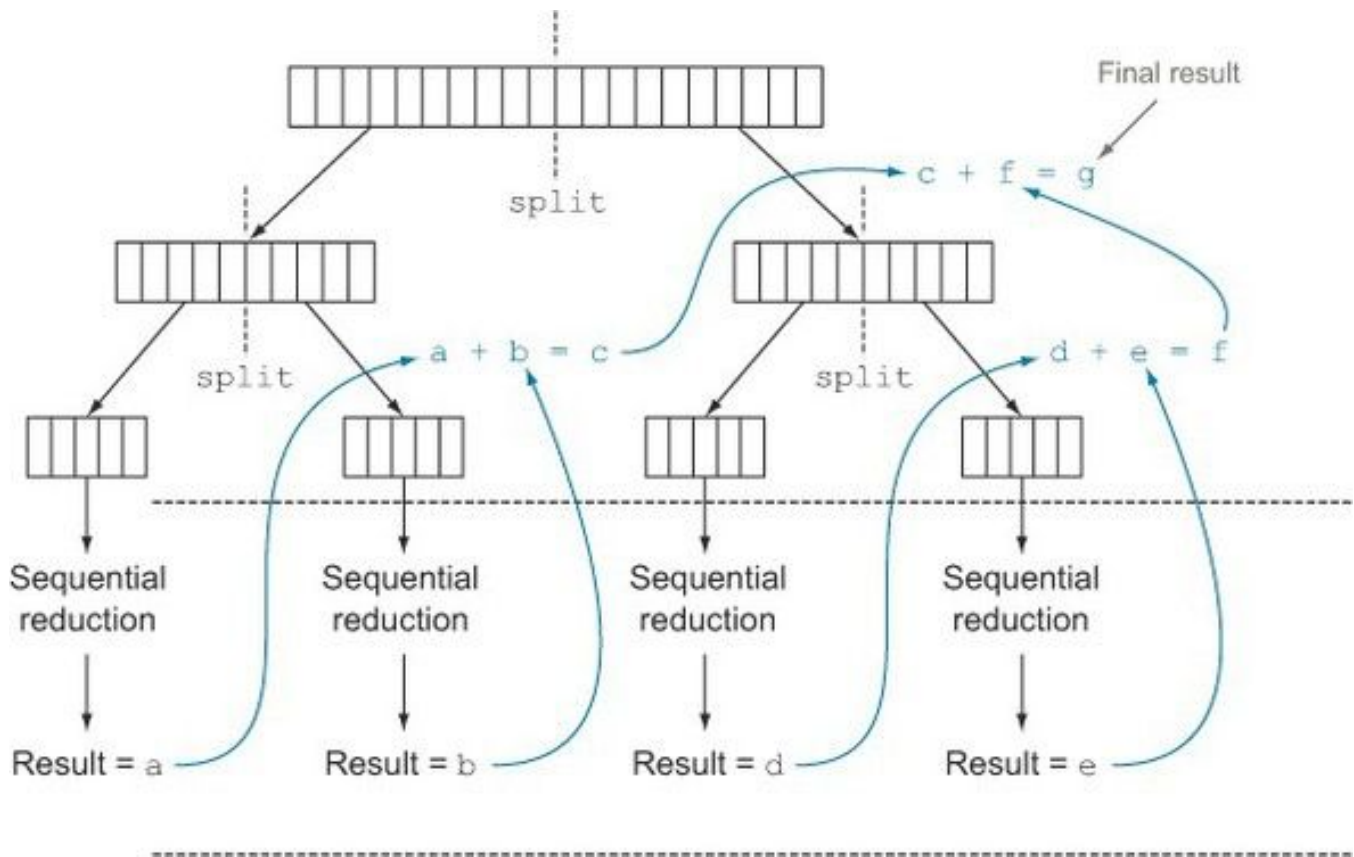 Final result
c + f = g
split
a + b = c
d + e = f
split
split
Sequential
reduction
Sequential
reduction
Sequential
reduction
Sequential
reduction
Result = a
Result = b
Result = d
Result = e